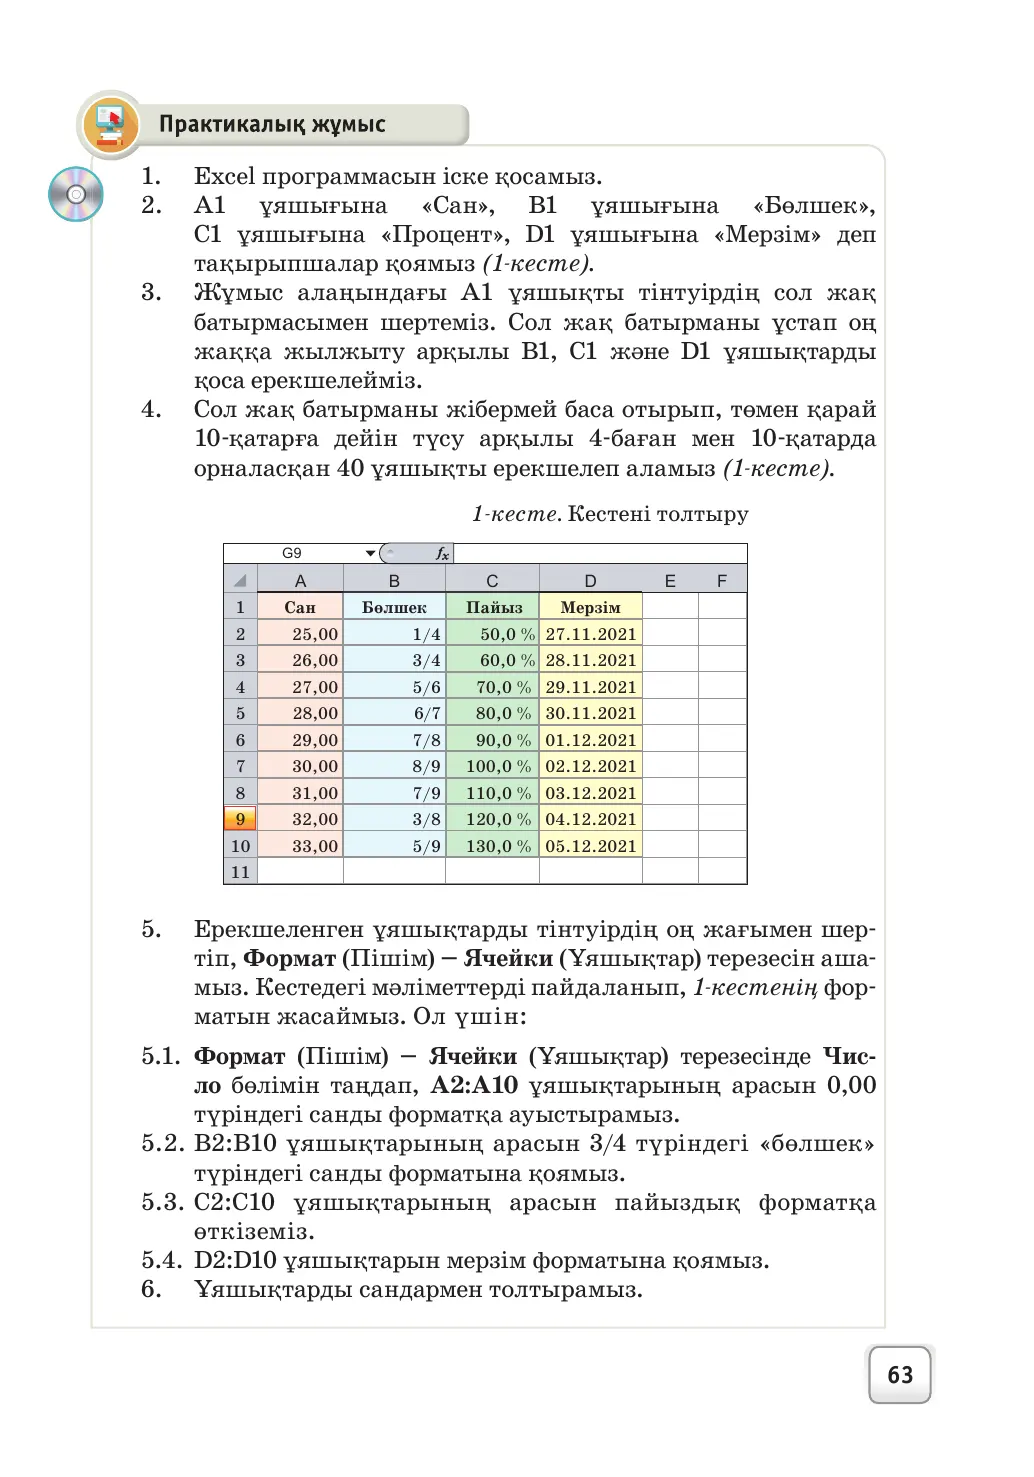 Практикалық жұмыс
1. Excel программасын іске қосамыз.
2. А1 ұяшығына «Сан», В1 ұяшығына «Бөлшек»,
С1 ұяшығына «Процент», D1 ұяшығына «Мерзім» деп
тақырыпшалар қоямыз (1-кесте).
3. Жұмыс алаңындағы А1 ұяшықты тінтуірдің сол жақ
батырмасымен шертеміз. Сол жақ батырманы ұстап оң
жаққа жылжыту арқылы В1, С1 және D1 ұяшықтарды
қоса ерекшелейміз.
4. Сол жақ батырманы жібермей баса отырып, төмен қарай
10-қатарға дейін түсу арқылы 4-баған мен 10-қатарда
орналасқан 40 ұяшықты ерекшелеп аламыз (1-кесте).
1-кесте. Кестені толтыру
G9 fx
A B C D E F
1 Сан Бөлшек Пайыз Мерзім
2 25,00 1/4 50,0 % 27.11.2021
3 26,00 3/4 60,0 % 28.11.2021
4 27,00 5/6 70,0 % 29.11.2021
5 28,00 6/7 80,0 % 30.11.2021
6 29,00 7/8 90,0 % 01.12.2021
7 30,00 8/9 100,0 % 02.12.2021
8 31,00 7/9 110,0 % 03.12.2021
9 32,00 3/8 120,0 % 04.12.2021
10 33,00 5/9 130,0 % 05.12.2021
11
5. Ерекшеленген ұяшықтарды тінтуірдің оң жағымен шер-
тіп, Формат (Пішім) – Ячейки (Ұяшықтар) терезесін аша-
мыз. Кестедегі мәліметтерді пайдаланып, 1-кестенің фор-
матын жасаймыз. Ол үшін:
5.1. Формат (Пішім) – Ячейки (Ұяшықтар) терезесінде Чис-
ло бөлімін таңдап, А2:А10 ұяшықтарының арасын 0,00
түріндегі санды форматқа ауыстырамыз.
5.2. В2:В10 ұяшықтарының арасын 3/4 түріндегі «бөлшек»
түріндегі санды форматына қоямыз.
5.3. С2:С10 ұяшықтарының арасын пайыздық форматқа
өткіземіз.
5.4. D2:D10 ұяшықтарын мерзім форматына қоямыз.
6. Ұяшықтарды сандармен толтырамыз.
63